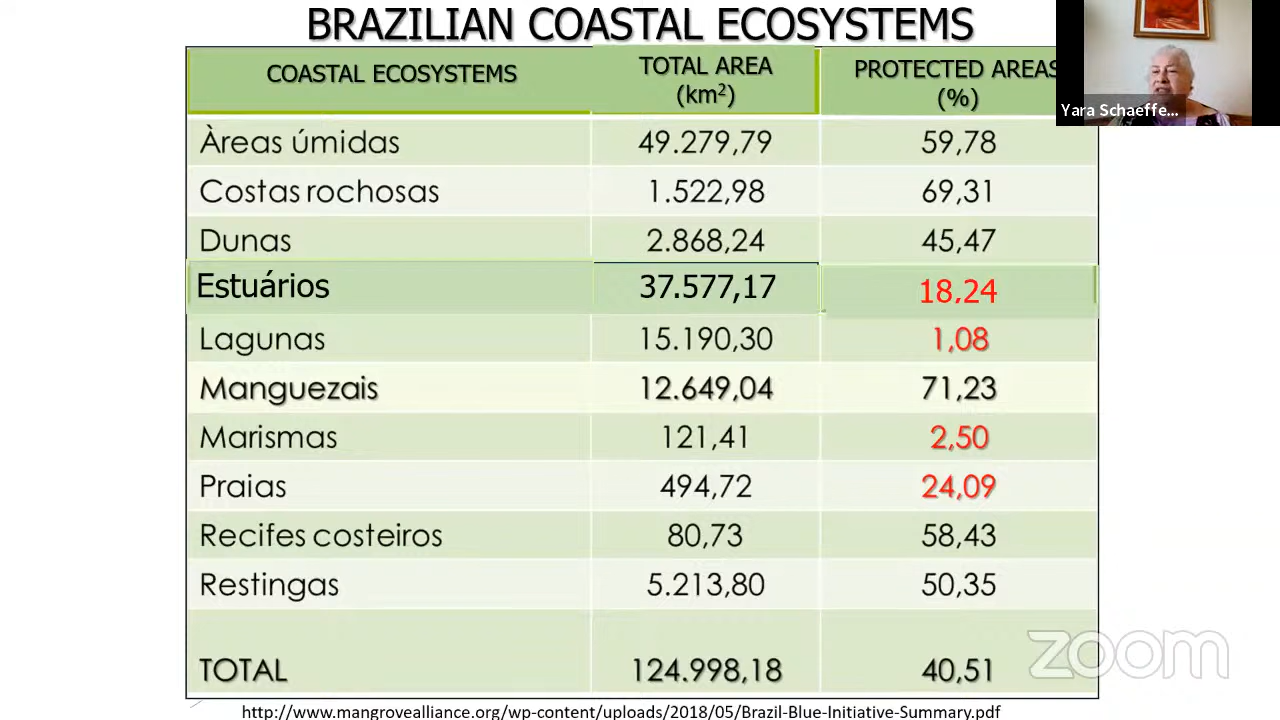 BRAZILIAN COASTAL ECOSYSTEMS
COASTAL ECOSYSTEMS TOTAL AREA (km²) PROTECTED AREAS (%)
Àreas úmidas 49.279,79 59,78
Costas rochosas 1.522,98 69,31
Dunas 2.868,24 45,47
Estuários 37.577,17 18,24
Lagunas 15.190,30 1,08
Manguezais 12.649,04 71,23
Marismas 121,41 2,50
Praias 494,72 24,09
Recifes costeiros 80,73 58,43
Restingas 5.213,80 50,35
TOTAL 124.998,18 40,51
http://www.mangrovealliance.org/wp-content/uploads/2018/05/Brazil-Blue-Initiative-Summary.pdf
Yara Schaeffe...
zoom